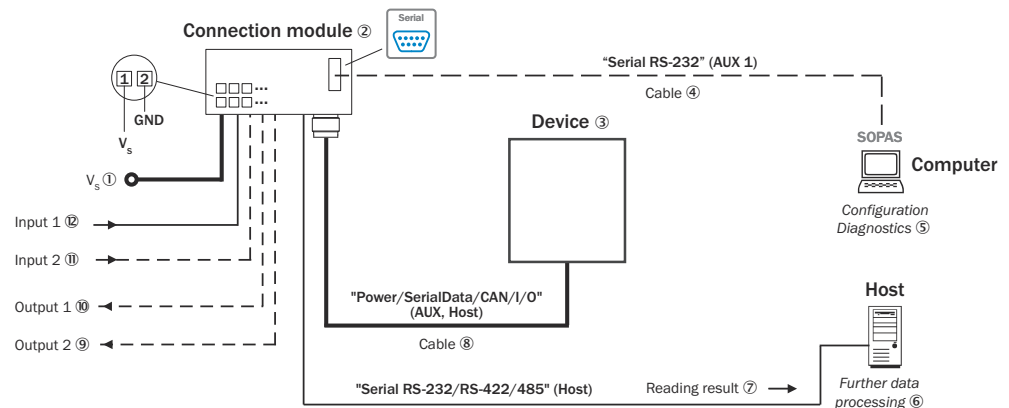 Serial
Connection module ②
"Serial RS-232" (AUX 1)
Cable ④
1 2
GND
Vs
Device ③
SOPAS
Computer
Configuration
Diagnostics ⑤
Vs ①
Input 1 ⑫
Input 2 ⑪
Output 1 ⑩
Output 2 ⑨
"Power/SerialData/CAN/I/O"
(AUX, Host)
Cable ⑧
Host
"Serial RS-232/RS-422/485" (Host)
Reading result ⑦
Further data
processing ⑥